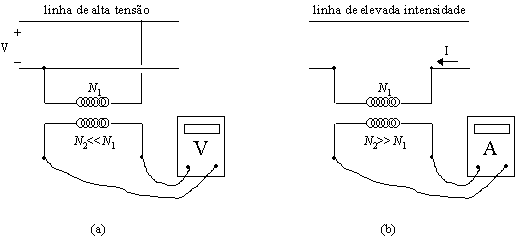 linha de alta tensão
+
V
–
N1
N2<<N1
V
(a)
linha de elevada intensidade
I
N1
N2>>N1
A
(b)